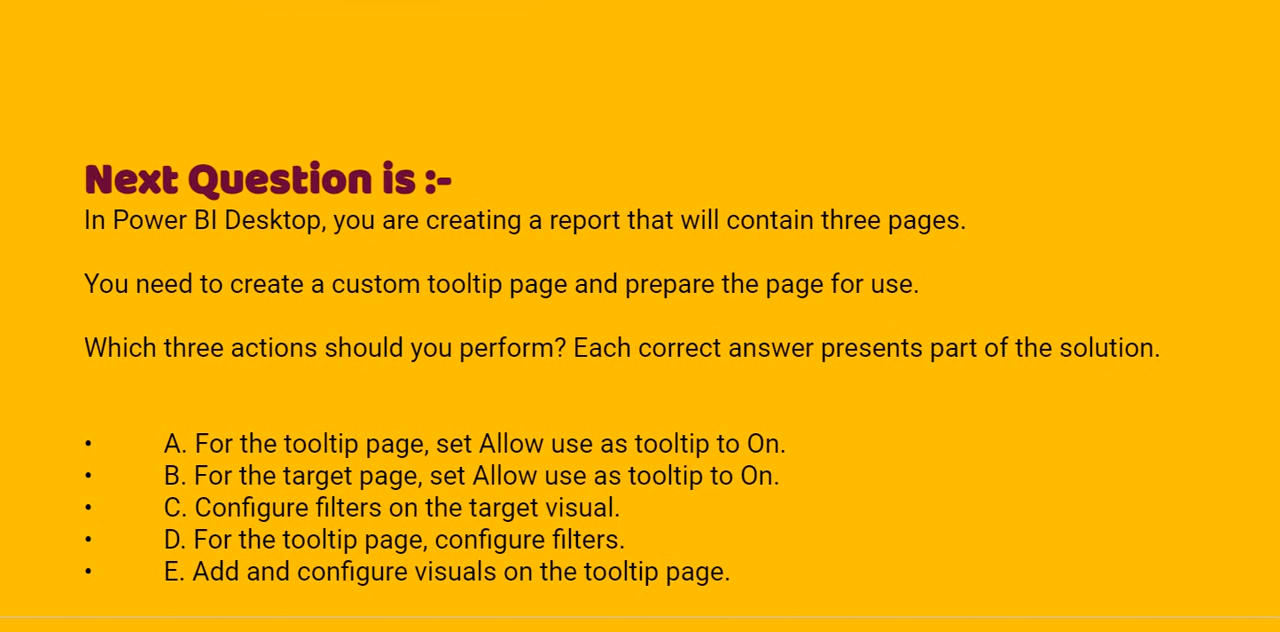 Next Question is :-
In Power BI Desktop, you are creating a report that will contain three pages.
You need to create a custom tooltip page and prepare the page for use.
Which three actions should you perform? Each correct answer presents part of the solution.
• A. For the tooltip page, set Allow use as tooltip to On.
• B. For the target page, set Allow use as tooltip to On.
• C. Configure filters on the target visual.
• D. For the tooltip page, configure filters.
• E. Add and configure visuals on the tooltip page.